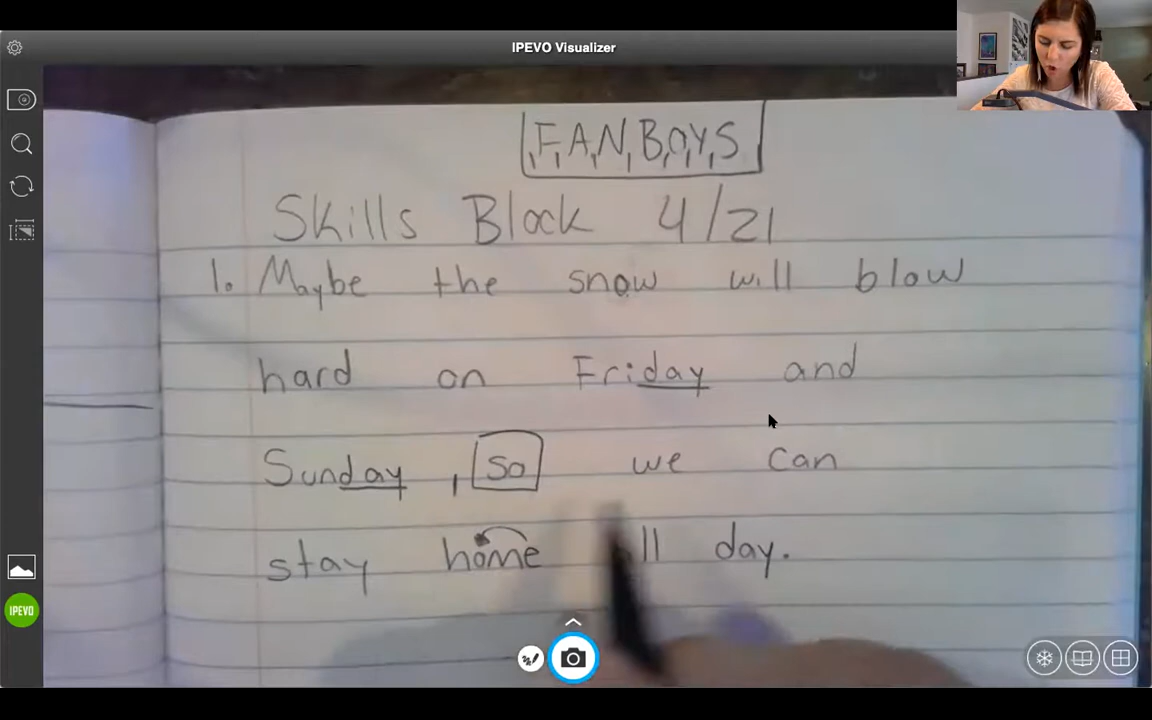 IPEVO Visualizer
F,A,N,B,O,Y,S
Skills Block 4/21
1. Maybe the snow will blow
hard on Friday and
Sunday , so we can
stay home ll day.
IPEVO